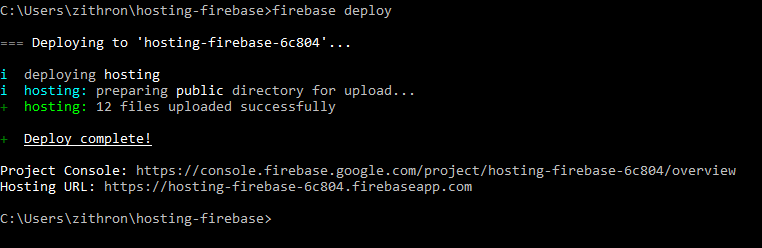 C:\Users\zithron\hosting-firebase>firebase deploy
=== Deploying to 'hosting-firebase-6c804'...
i  deploying hosting
i  hosting: preparing public directory for upload...
+  hosting: 12 files uploaded successfully
+  Deploy complete!
Project Console: https://console.firebase.google.com/project/hosting-firebase-6c804/overview
Hosting URL: https://hosting-firebase-6c804.firebaseapp.com
C:\Users\zithron\hosting-firebase>